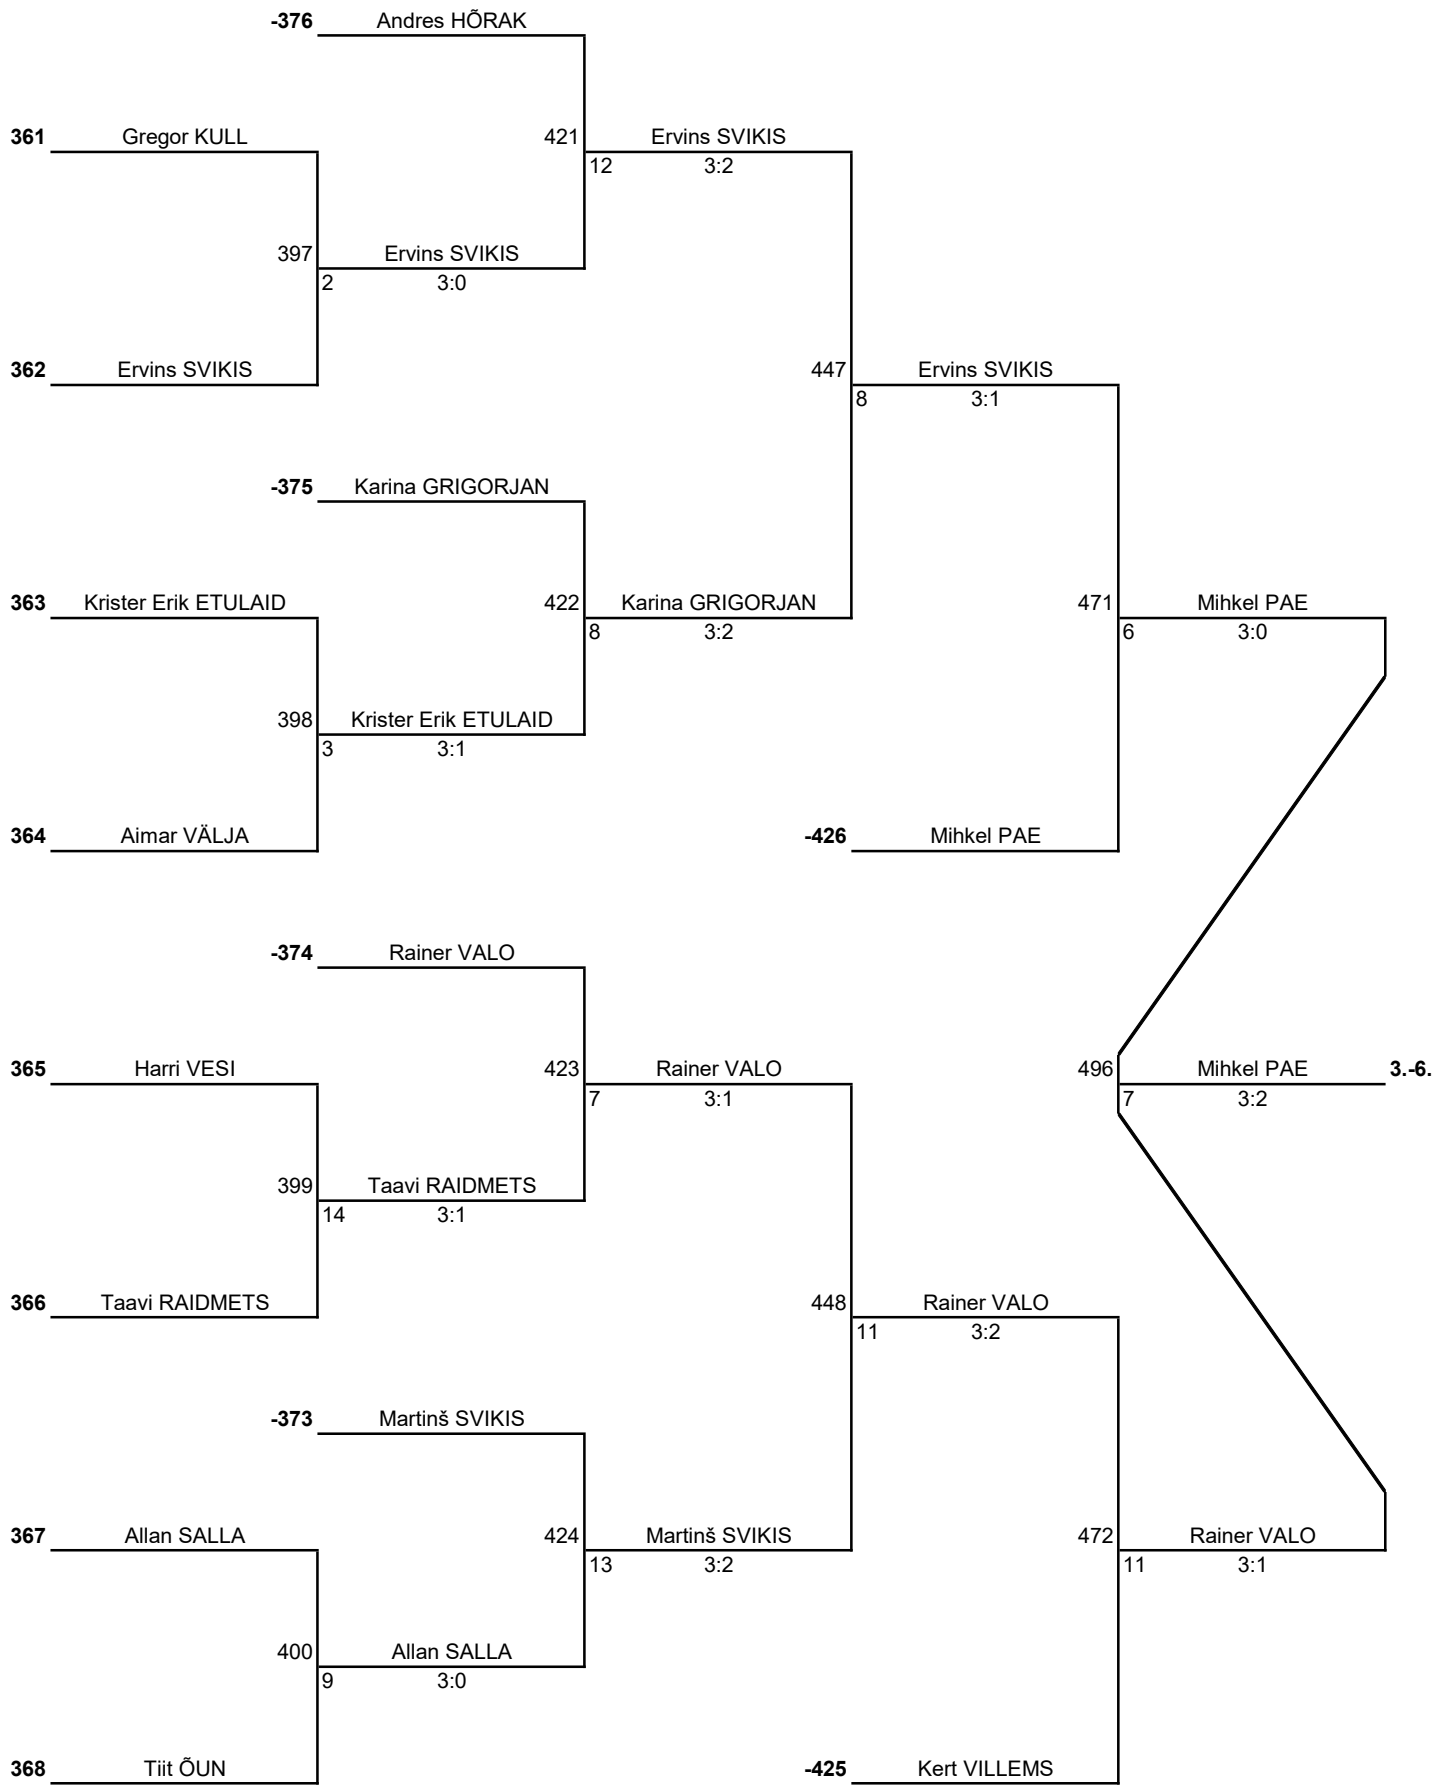 -376 Andres HÕRAK
361 Gregor KULL 421 Ervins SVIKIS
12 3:2
397 Ervins SVIKIS
2 3:0
362 Ervins SVIKIS 447 Ervins SVIKIS
8 3:1
-375 Karina GRIGORJAN
363 Krister Erik ETULAID 422 Karina GRIGORJAN 471 Mihkel PAE
8 3:2 6 3:0
398 Krister Erik ETULAID
3 3:1
364 Aimar VÄLJA -426 Mihkel PAE
-374 Rainer VALO
365 Harri VESI 423 Rainer VALO 496 Mihkel PAE 3.-6.
7 3:1 7 3:2
399 Taavi RAIDMETS
14 3:1
366 Taavi RAIDMETS 448 Rainer VALO
11 3:2
-373 Martinš SVIKIS
367 Allan SALLA 424 Martinš SVIKIS 472 Rainer VALO
13 3:2 11 3:1
400 Allan SALLA
9 3:0
368 Tiit ÕUN -425 Kert VILLEMS